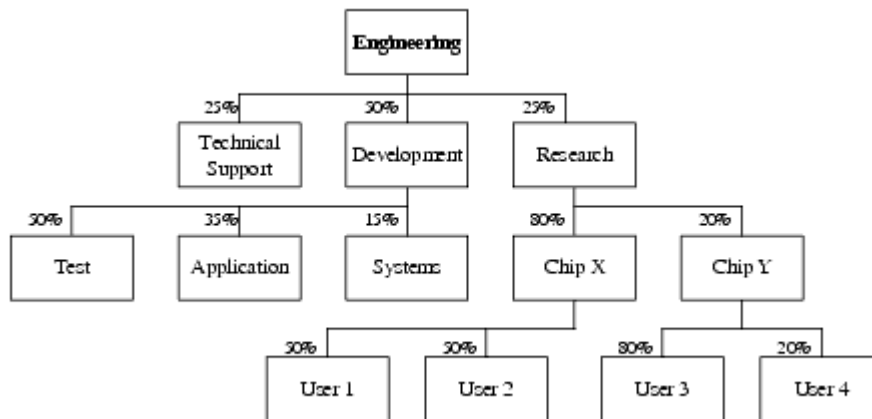 Engineering
25% 50% 25%
Technical
Support
Development
Research
50% 35% 15% 80% 20%
Test
Application
Systems
Chip X
Chip Y
50% 50% 80% 20%
User 1
User 2
User 3
User 4